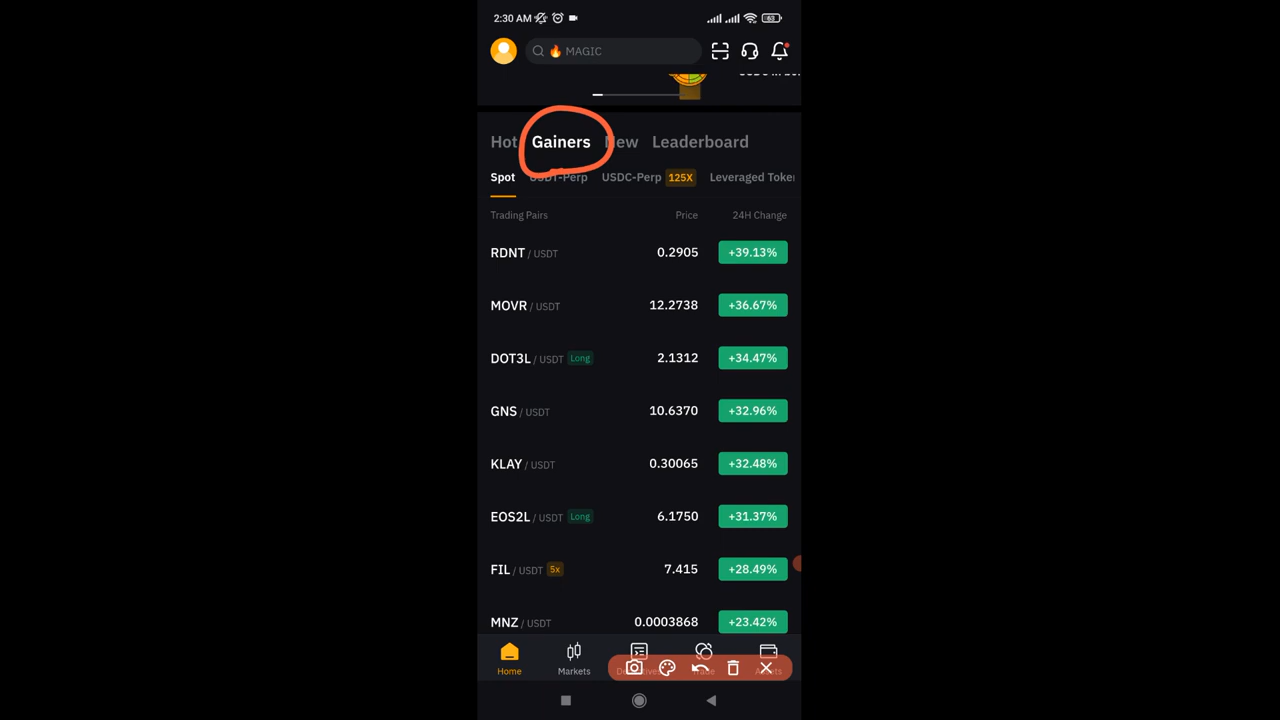 2:30 AM 63
🔥 MAGIC
Hot Gainers New Leaderboard
Spot USDT-Perp USDC-Perp 125X Leveraged Token
Trading Pairs Price 24H Change
RDNT / USDT 0.2905 +39.13%
MOVR / USDT 12.2738 +36.67%
DOT3L / USDT Long 2.1312 +34.47%
GNS / USDT 10.6370 +32.96%
KLAY / USDT 0.30065 +32.48%
EOS2L / USDT Long 6.1750 +31.37%
FIL / USDT 5x 7.415 +28.49%
MNZ / USDT 0.0003868 +23.42%
Home Markets Trade Assets